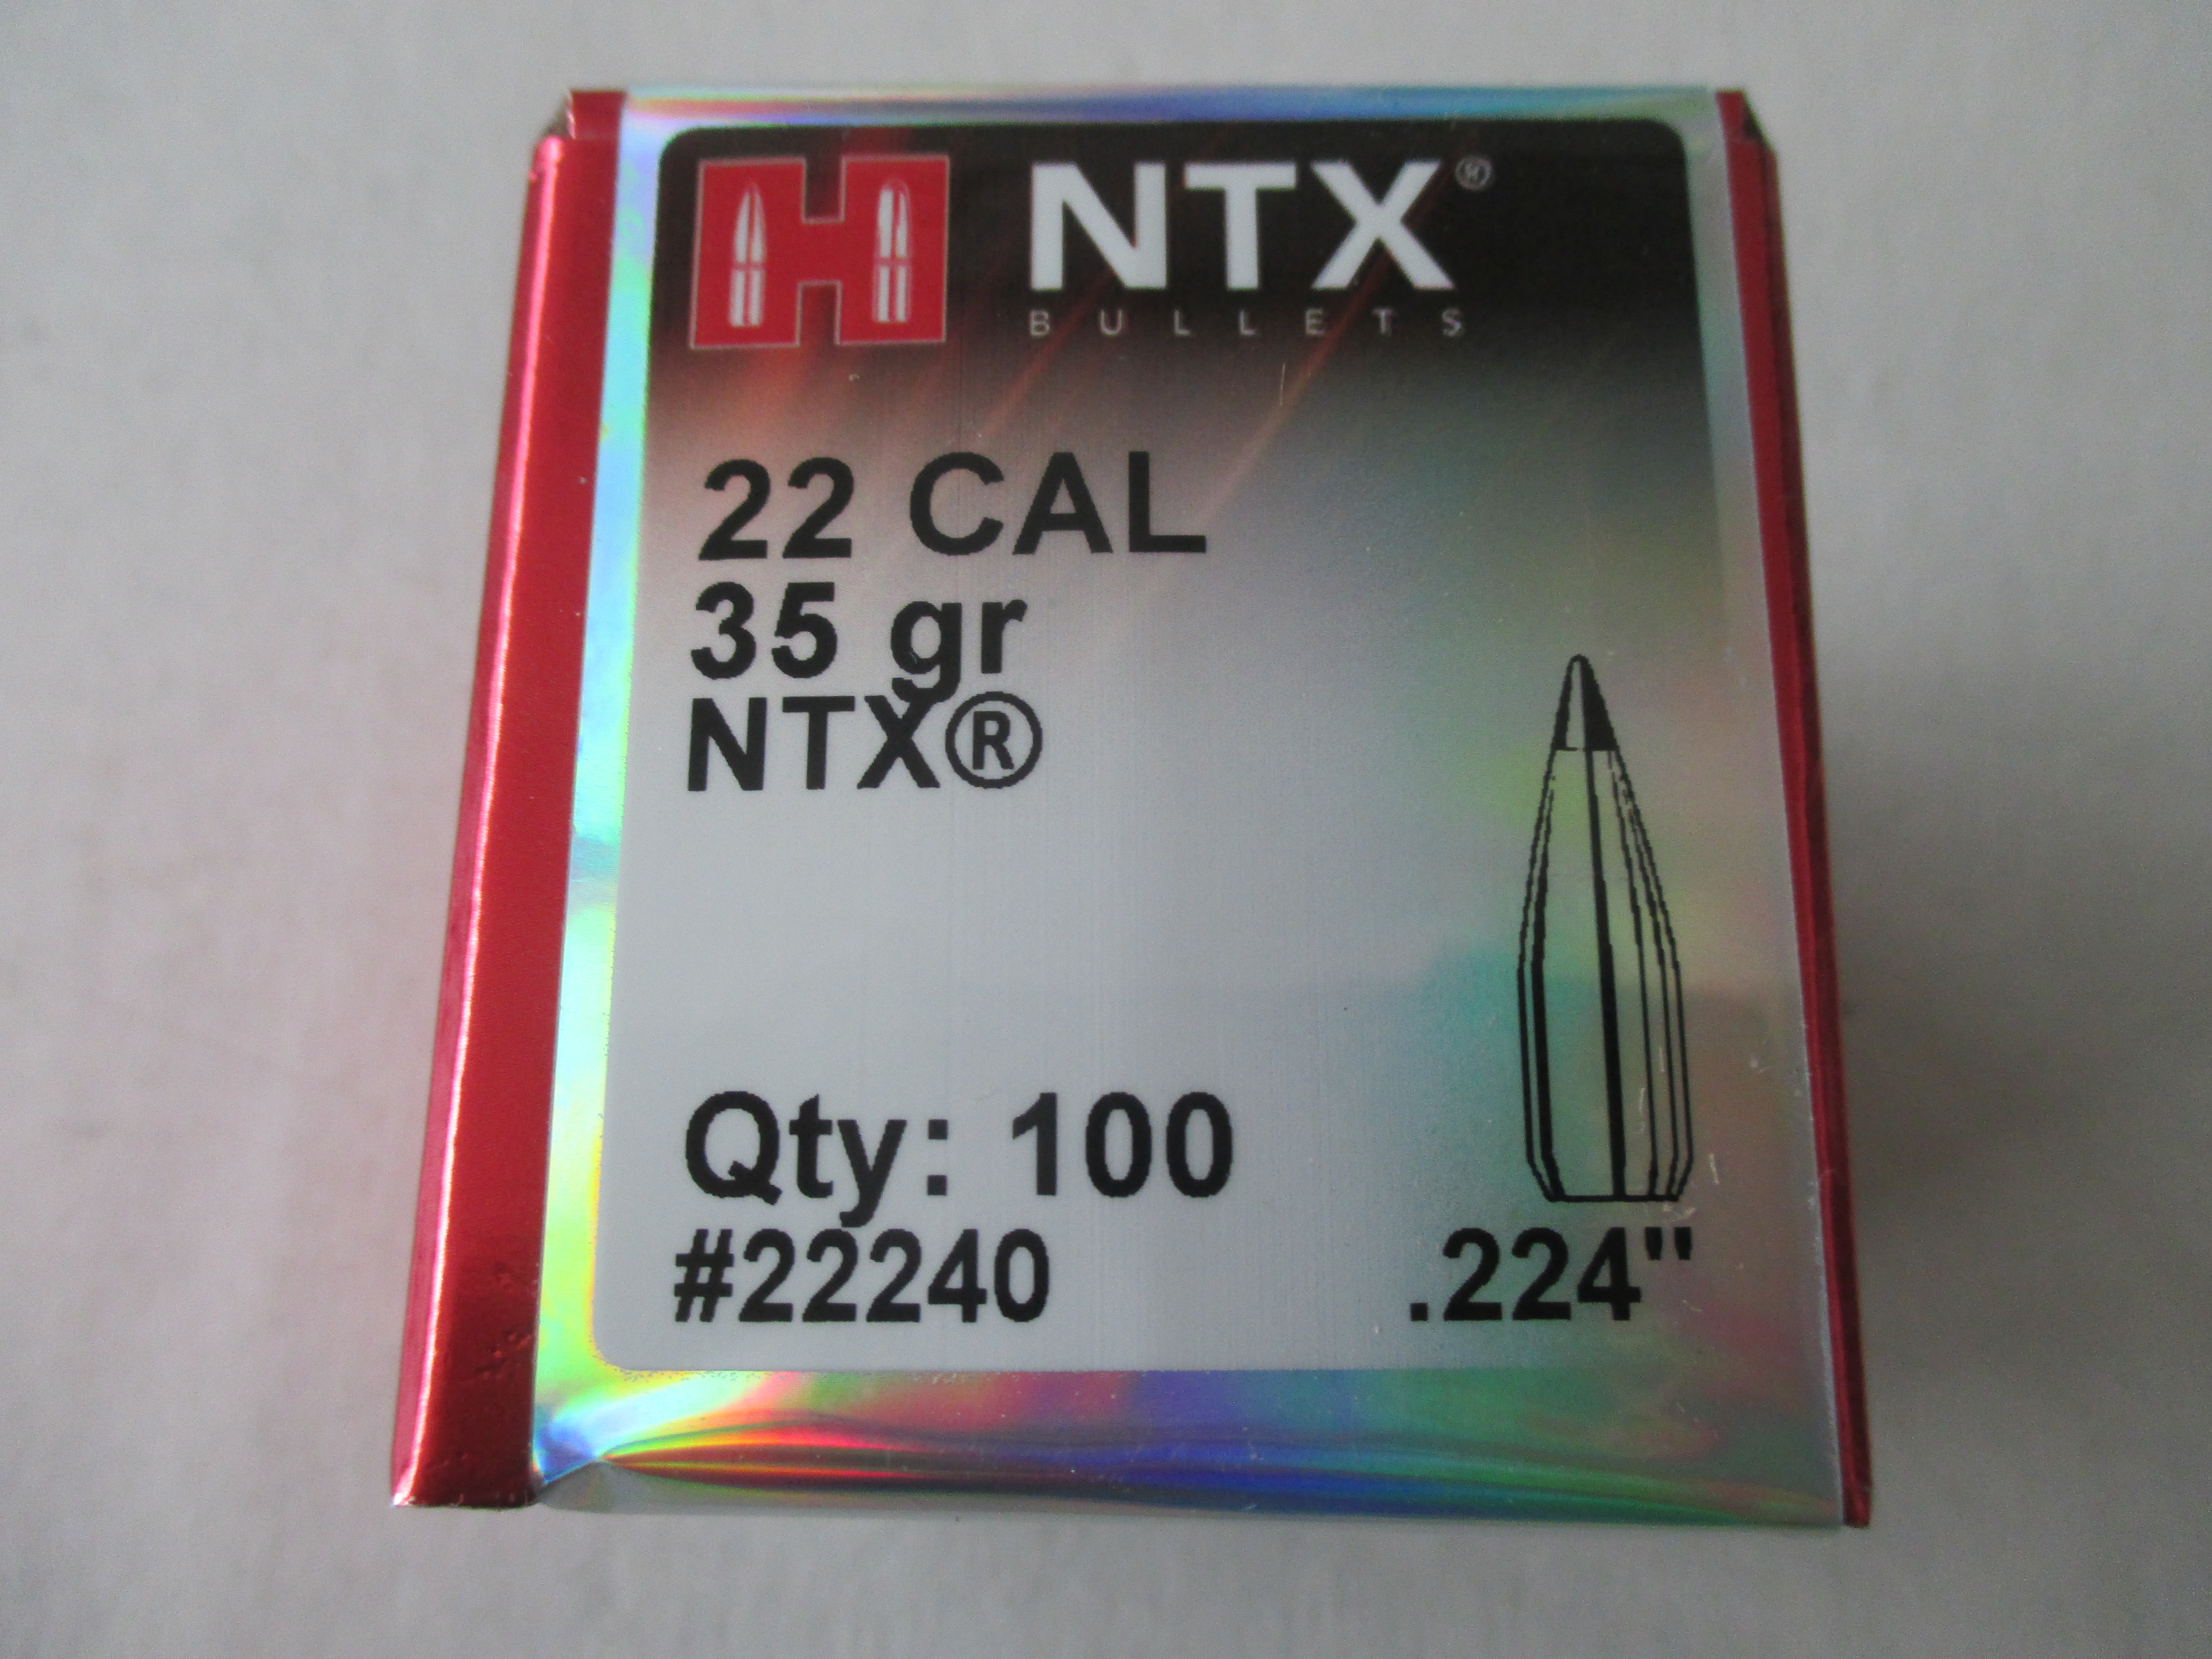 H NTX®
BULLETS
22 CAL
35 gr
NTX®
Qty: 100
#22240 .224"